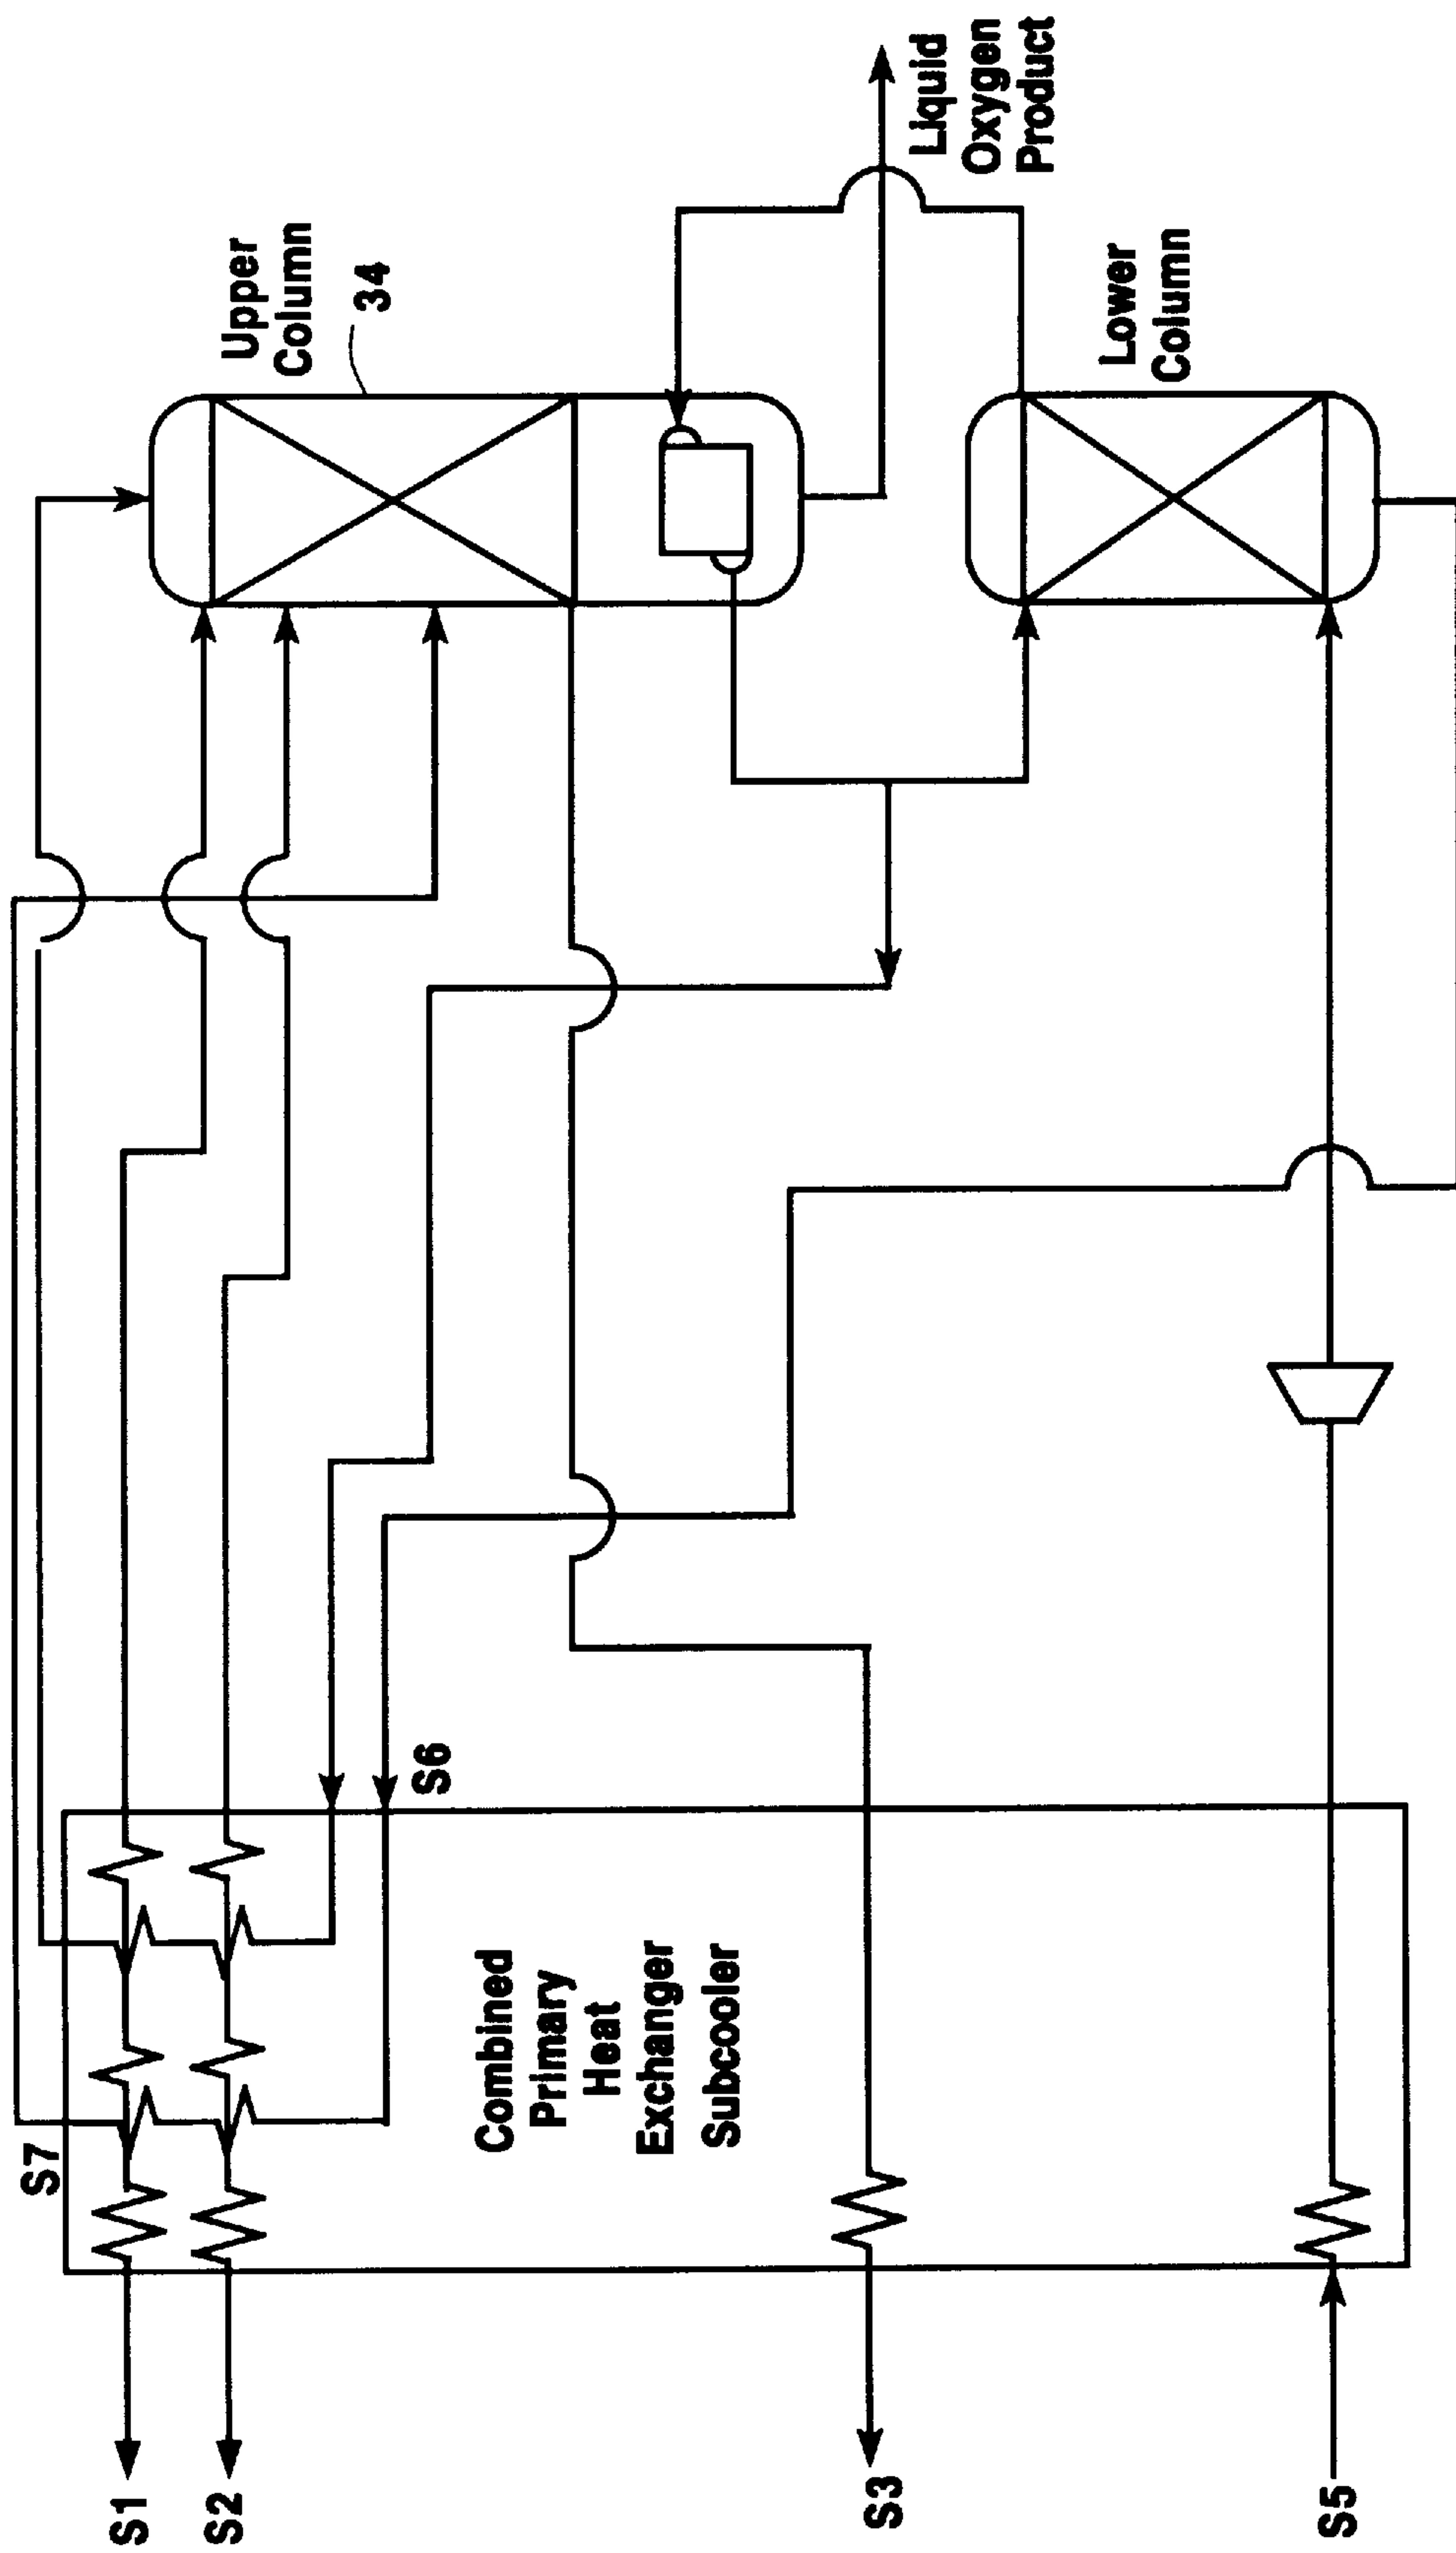 Upper
Column
34
Liquid
Oxygen
Product
Lower
Column
S7
S6
Combined
Primary
Heat
Exchanger
Subcooler
S1
S2
S3
S5